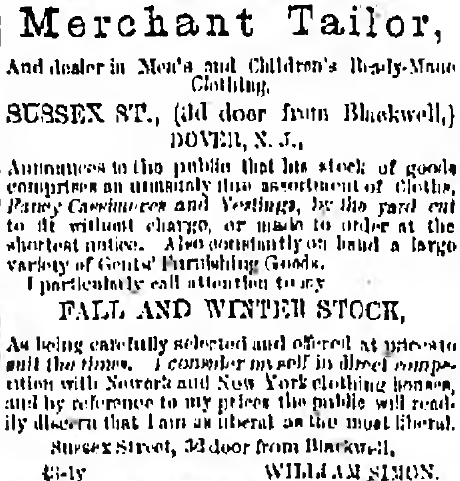 Merchant Tailor,
And dealer in Men's and Children's Ready-Made
Clothing,
SUSSEX ST., (3d door from Blackwell,)
DOVER, N. J.,
Announces to the public that his stock of goods
comprises an unusually fine assortment of Cloths,
Fancy Cassimeres and Vestings, by the yard cut
to fit without charge, or made to order at the
shortest notice. Also constantly on hand a large
variety of Gents' Furnishing Goods.
I particularly call attention to my
FALL AND WINTER STOCK,
As being carefully selected and offered at prices to
suit the times. I consider myself in direct compe-
tition with Newark and New York clothing houses,
and by reference to my prices the public will read-
ily discern that I am as liberal as the most liberal.
Sussex Street, 3d door from Blackwell,
WILLIAM SIMON.